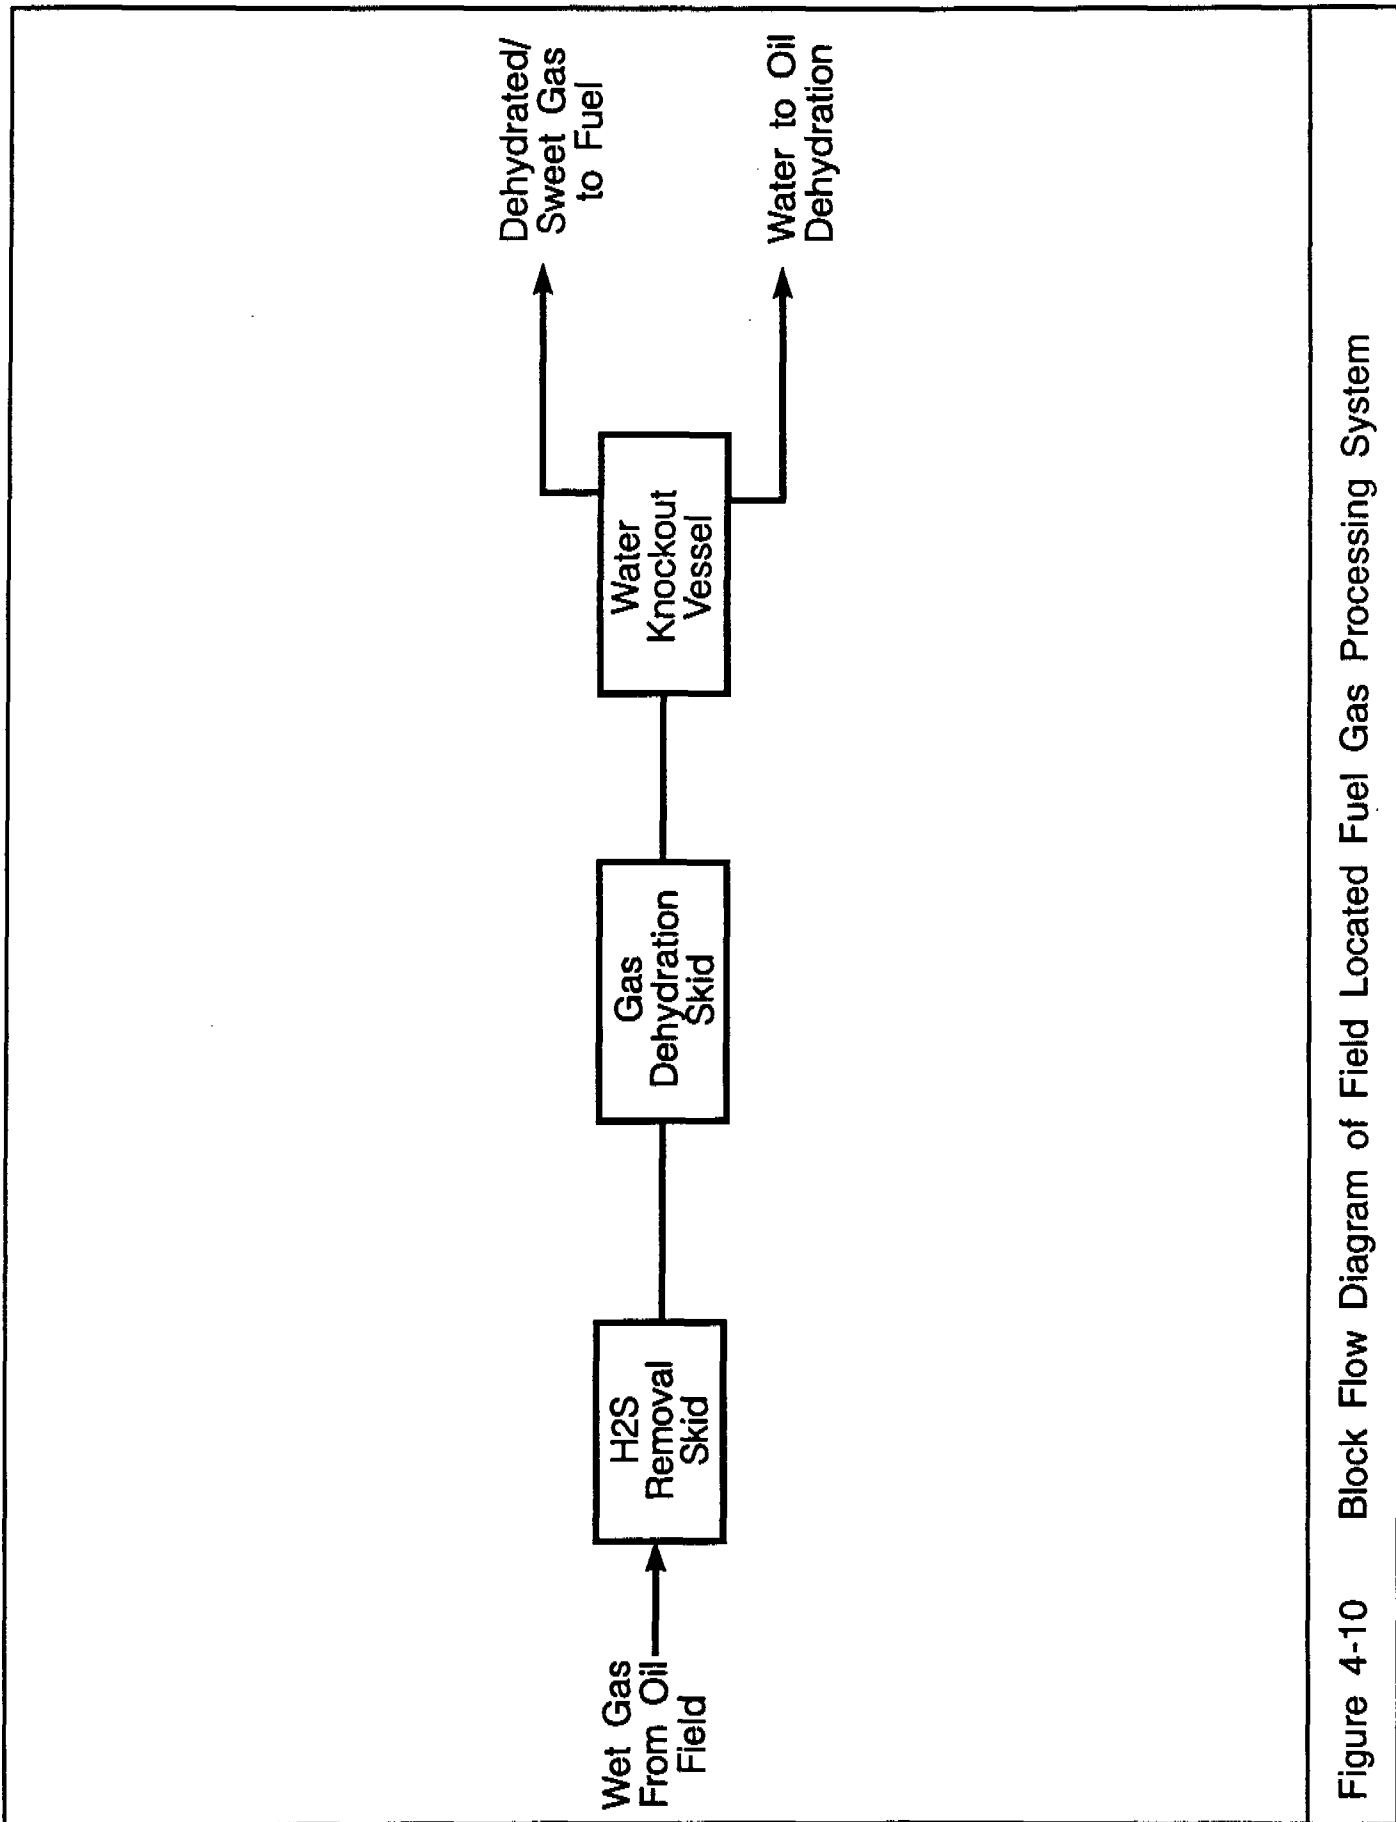 Wet Gas
From Oil
Field
H2S
Removal
Skid
Gas
Dehydration
Skid
Water
Knockout
Vessel
Dehydrated/
Sweet Gas
to Fuel
Water to Oil
Dehydration
Figure 4-10 Block Flow Diagram of Field Located Fuel Gas Processing System